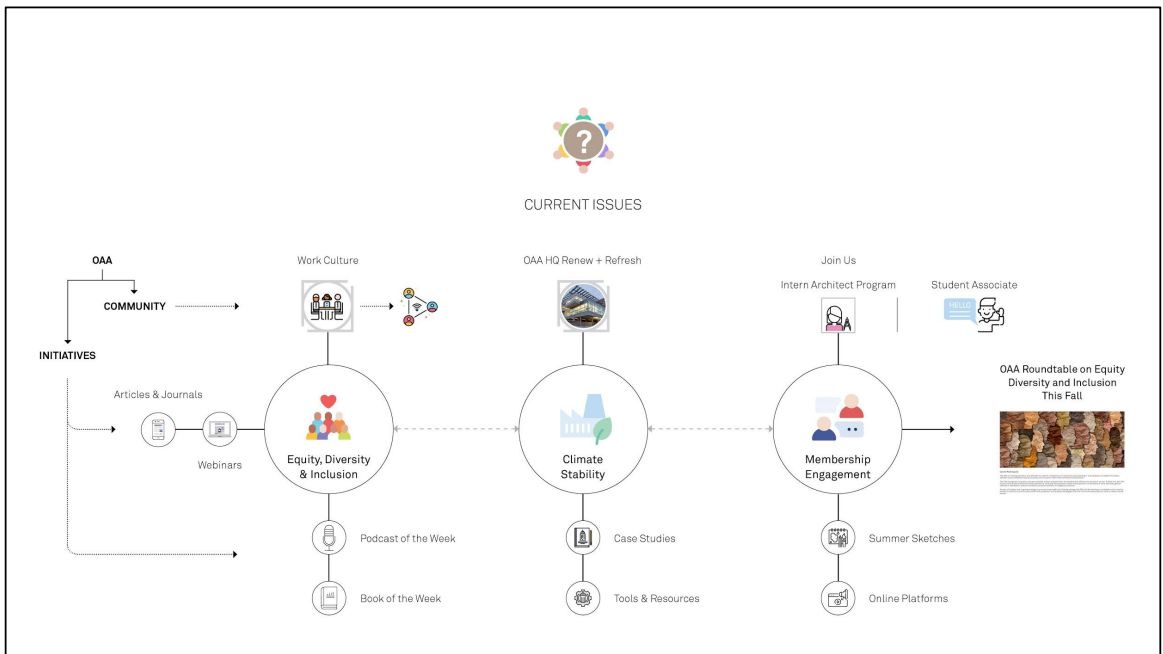 ?
CURRENT ISSUES
OAA
COMMUNITY
INITIATIVES
Work Culture
OAA HQ Renew + Refresh
Join Us
Intern Architect Program
Student Associate
HELLO
Articles & Journals
Webinars
Equity, Diversity
& Inclusion
Climate
Stability
Membership
Engagement
OAA Roundtable on Equity
Diversity and Inclusion
This Fall
Podcast of the Week
Book of the Week
Case Studies
Tools & Resources
Summer Sketches
Online Platforms